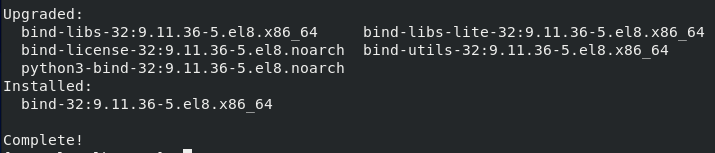 Upgraded:
  bind-libs-32:9.11.36-5.el8.x86_64     bind-libs-lite-32:9.11.36-5.el8.x86_64
  bind-license-32:9.11.36-5.el8.noarch  bind-utils-32:9.11.36-5.el8.x86_64
  python3-bind-32:9.11.36-5.el8.noarch
Installed:
  bind-32:9.11.36-5.el8.x86_64

Complete!